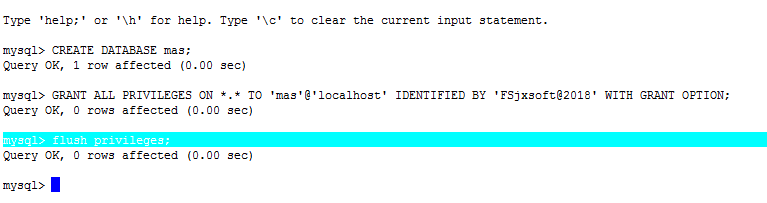 Type 'help;' or '\h' for help. Type '\c' to clear the current input statement.
mysql> CREATE DATABASE mas;
Query OK, 1 row affected (0.00 sec)
mysql> GRANT ALL PRIVILEGES ON *.* TO 'mas'@'localhost' IDENTIFIED BY 'FSjxsoft@2018' WITH GRANT OPTION;
Query OK, 0 rows affected (0.00 sec)
mysql> flush privileges;
Query OK, 0 rows affected (0.00 sec)
mysql>